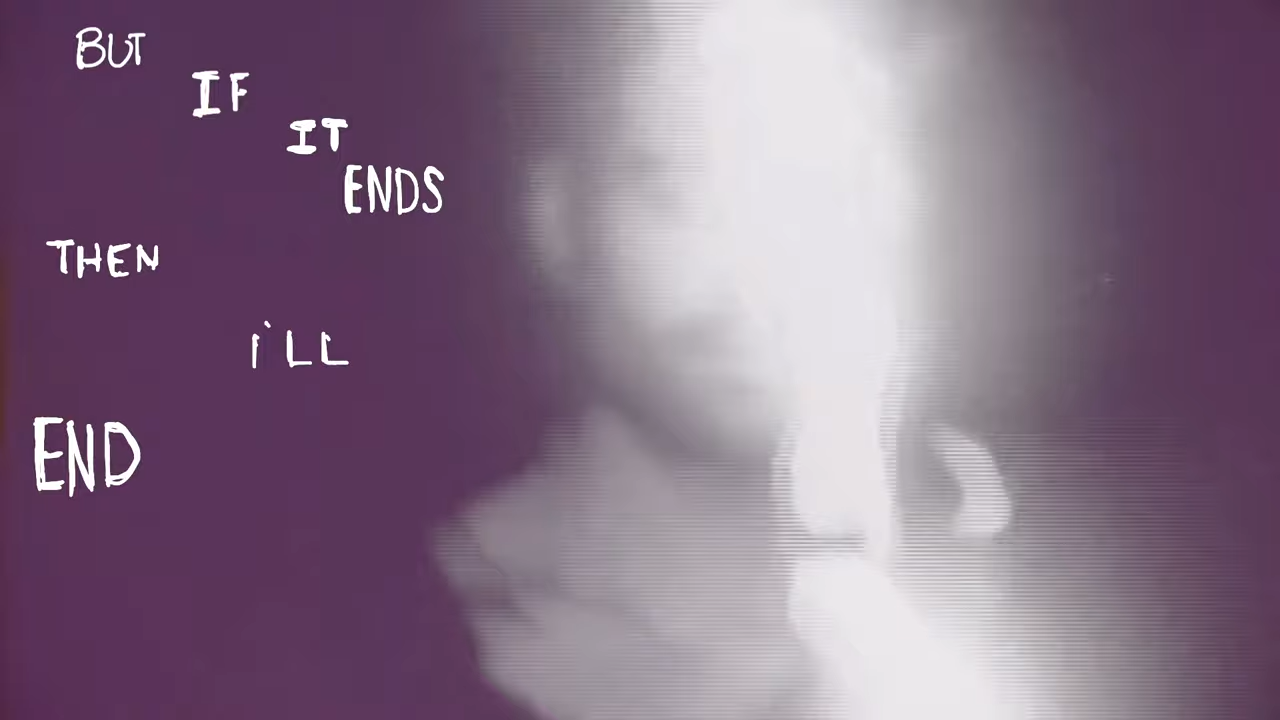 BUT
IF
IT
ENDS
THEN
I'LL
END